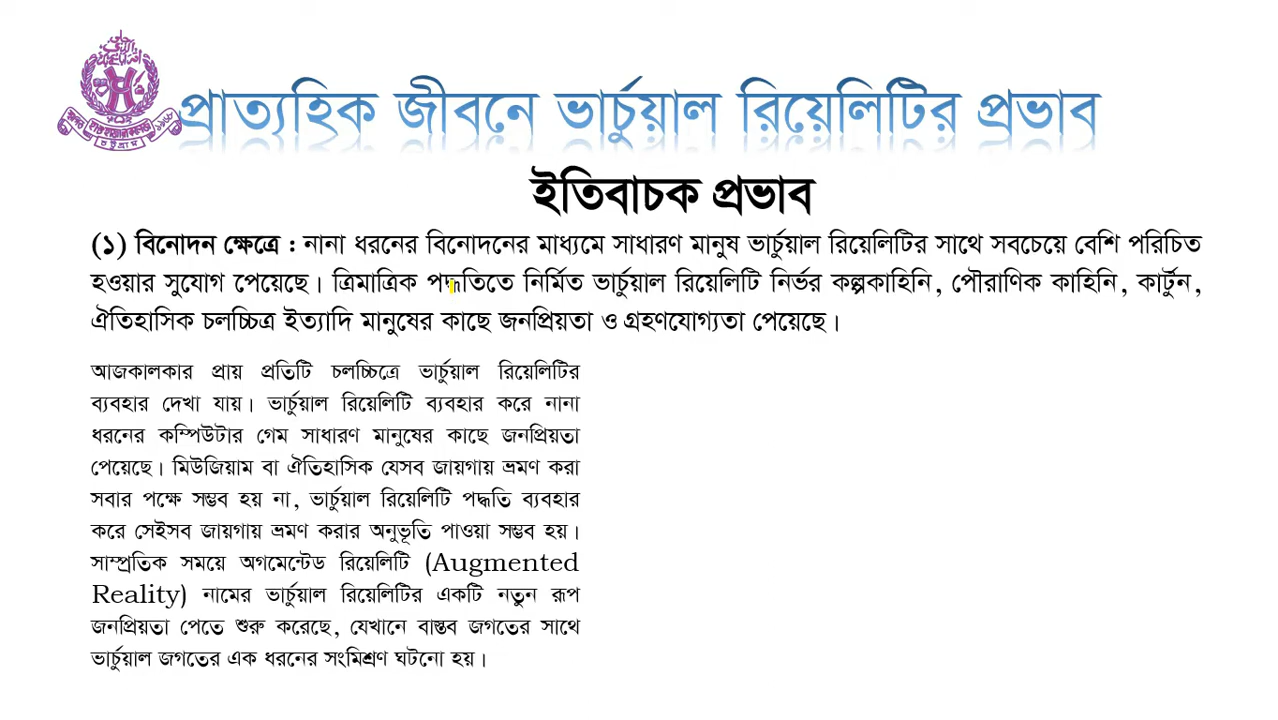 প্রাত্যহিক জীবনে ভার্চুয়াল রিয়েলিটির প্রভাব
ইতিবাচক প্রভাব
(১) বিনোদন ক্ষেত্রে : নানা ধরনের বিনোদনের মাধ্যমে সাধারণ মানুষ ভার্চুয়াল রিয়েলিটির সাথে সবচেয়ে বেশি পরিচিত
হওয়ার সুযোগ পেয়েছে। ত্রিমাত্রিক পদ্ধতিতে নির্মিত ভার্চুয়াল রিয়েলিটি নির্ভর কল্পকাহিনি, পৌরাণিক কাহিনি, কার্টুন,
ঐতিহাসিক চলচ্চিত্র ইত্যাদি মানুষের কাছে জনপ্রিয়তা ও গ্রহণযোগ্যতা পেয়েছে।
আজকালকার প্রায় প্রতিটি চলচ্চিত্রে ভার্চুয়াল রিয়েলিটির
ব্যবহার দেখা যায়। ভার্চুয়াল রিয়েলিটি ব্যবহার করে নানা
ধরনের কম্পিউটার গেম সাধারণ মানুষের কাছে জনপ্রিয়তা
পেয়েছে। মিউজিয়াম বা ঐতিহাসিক যেসব জায়গায় ভ্রমণ করা
সবার পক্ষে সম্ভব হয় না, ভার্চুয়াল রিয়েলিটি পদ্ধতি ব্যবহার
করে সেইসব জায়গায় ভ্রমণ করার অনুভূতি পাওয়া সম্ভব হয়।
সাম্প্রতিক সময়ে অগমেন্টেড রিয়েলিটি (Augmented
Reality) নামের ভার্চুয়াল রিয়েলিটির একটি নতুন রূপ
জনপ্রিয়তা পেতে শুরু করেছে, যেখানে বাস্তব জগতের সাথে
ভার্চুয়াল জগতের এক ধরনের সংমিশ্রণ ঘটনো হয়।